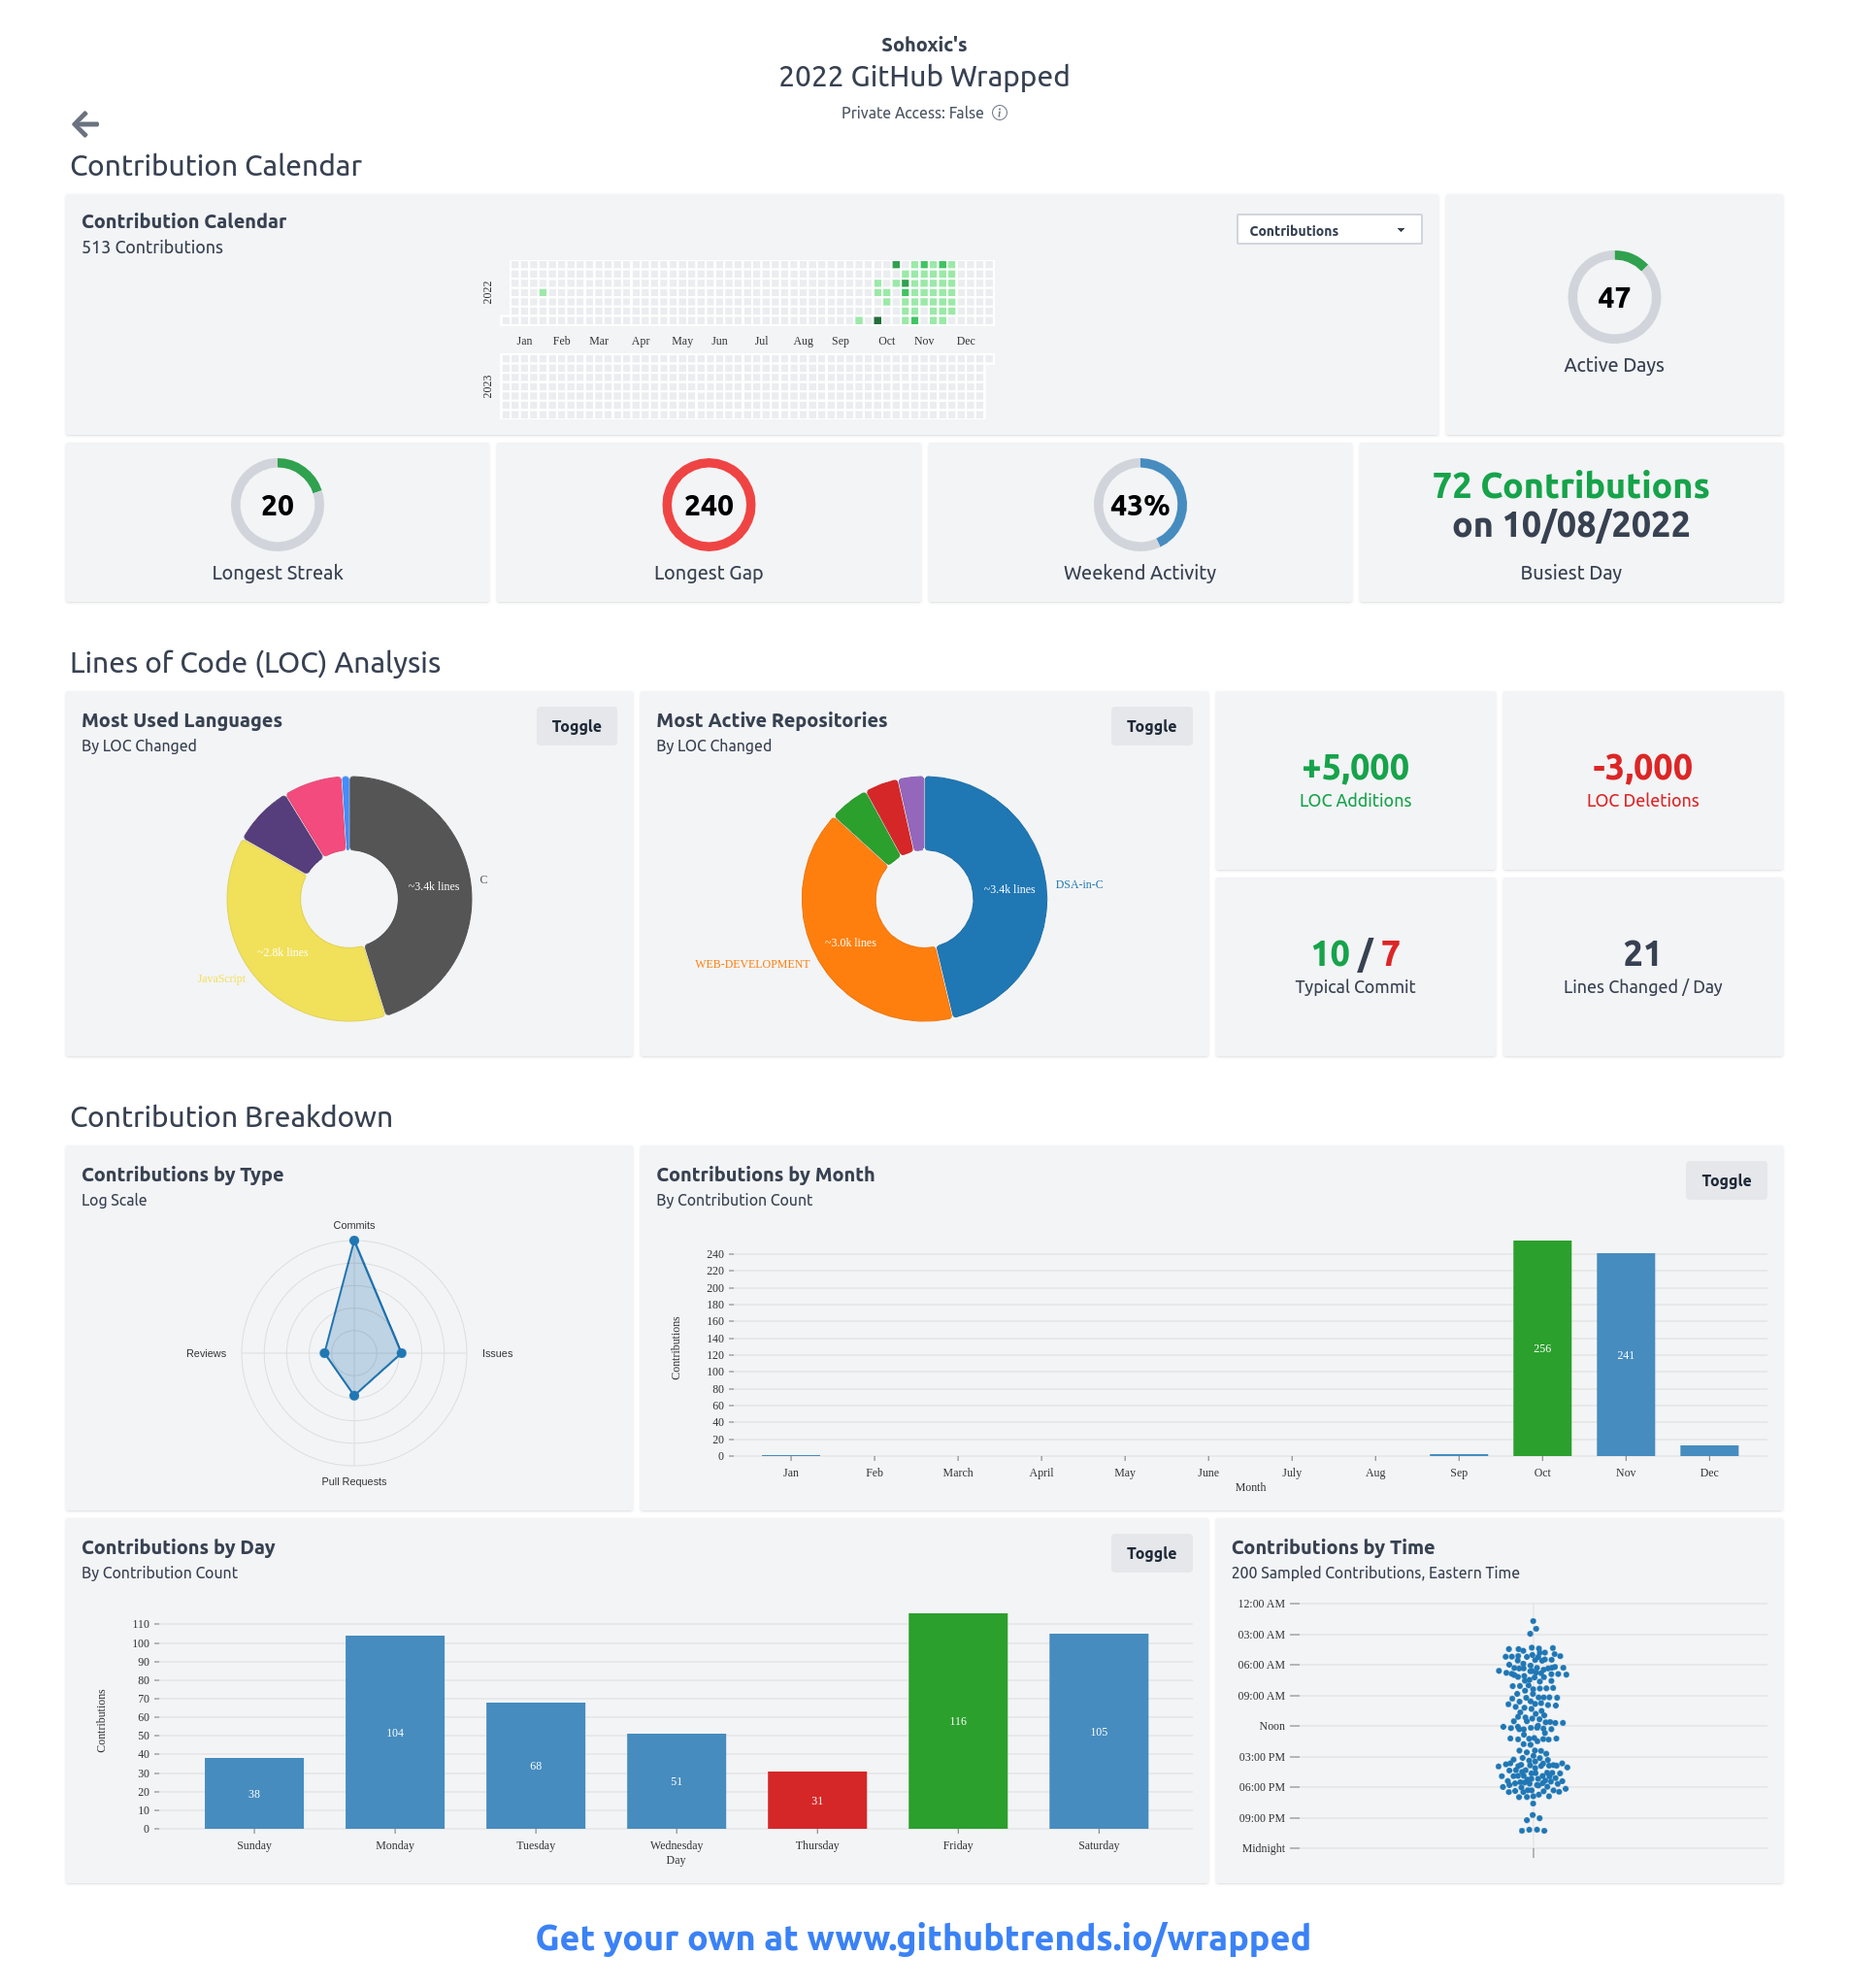 Sohoxic's
2022 GitHub Wrapped
Private Access: False
Contribution Calendar
Contribution Calendar
513 Contributions
Contributions
2022
Jan Feb Mar Apr May Jun Jul Aug Sep Oct Nov Dec
2023
47
Active Days
20
Longest Streak
240
Longest Gap
43%
Weekend Activity
72 Contributions
on 10/08/2022
Busiest Day
Lines of Code (LOC) Analysis
Most Used Languages
By LOC Changed
Toggle
~3.4k lines
C
~2.8k lines
JavaScript
Most Active Repositories
By LOC Changed
Toggle
~3.4k lines
DSA-in-C
~3.0k lines
WEB-DEVELOPMENT
+5,000
LOC Additions
-3,000
LOC Deletions
10 / 7
Typical Commit
21
Lines Changed / Day
Contribution Breakdown
Contributions by Type
Log Scale
Commits
Reviews
Issues
Pull Requests
Contributions by Month
By Contribution Count
Toggle
Contributions
240
220
200
180
160
140
120
100
80
60
40
20
0
256
241
Jan Feb March April May June July Aug Sep Oct Nov Dec
Month
Contributions by Day
By Contribution Count
Toggle
Contributions
110
100
90
80
70
60
50
40
30
20
10
0
38
104
68
51
31
116
105
Sunday Monday Tuesday Wednesday Thursday Friday Saturday
Day
Contributions by Time
200 Sampled Contributions, Eastern Time
12:00 AM
03:00 AM
06:00 AM
09:00 AM
Noon
03:00 PM
06:00 PM
09:00 PM
Midnight
Get your own at www.githubtrends.io/wrapped